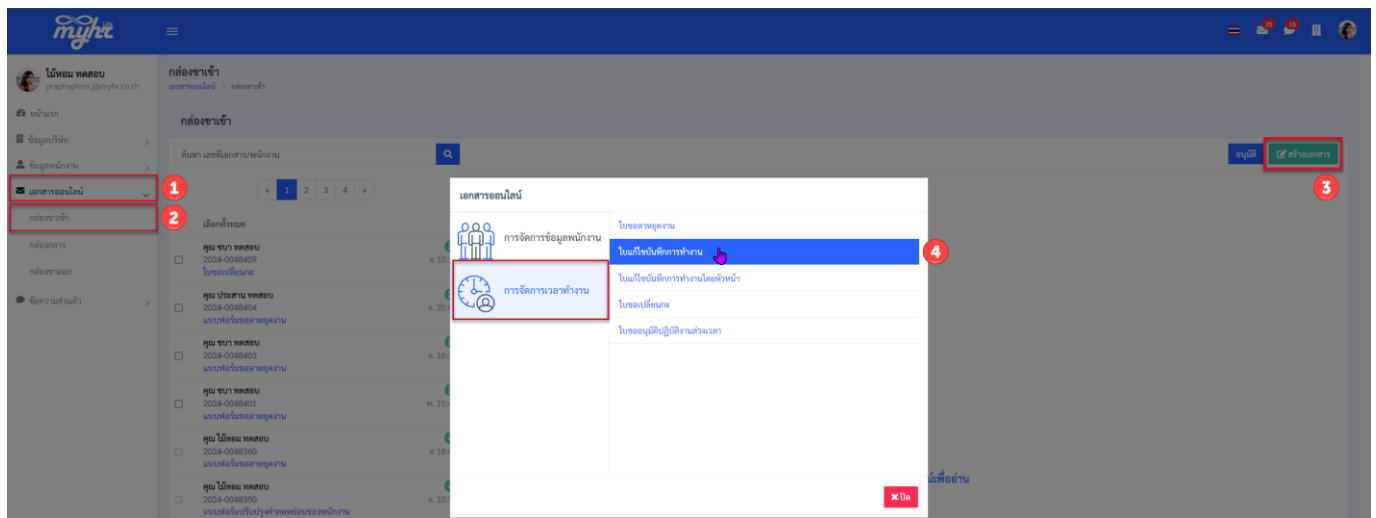 myhr Lite
25
9
ไม้หอม ทดสอบ
praphaphon.j@myhr.co.th
กล่องขาเข้า
เอกสารออนไลน์ > กล่องขาเข้า
หน้าแรก
ข้อมูลบริษัท
ข้อมูลพนักงาน
เอกสารออนไลน์
1
กล่องขาเข้า
2
กล่องกลาง
กล่องขาออก
ข้อความส่วนตัว
กล่องขาเข้า
ค้นหา เลขที่เอกสาร/พนักงาน
อนุมัติ
สร้างเอกสาร
3
« 1 2 3 4 »
เลือกทั้งหมด
คุณ ชบา ทดสอบ
2024-0048409
ใบขอเปลี่ยนกะ
คุณ ประสาน ทดสอบ
2024-0048404
แบบฟอร์มขอลาหยุดงาน
คุณ ชบา ทดสอบ
2024-0048403
แบบฟอร์มขอลาหยุดงาน
คุณ ชบา ทดสอบ
2024-0048401
แบบฟอร์มขอลาหยุดงาน
คุณ ไม้หอม ทดสอบ
2024-0048360
แบบฟอร์มขอลาหยุดงาน
คุณ ไม้หอม ทดสอบ
2024-0048350
แบบฟอร์มปรับปรุงค่าลดหย่อนของพนักงาน
เอกสารออนไลน์
การจัดการข้อมูลพนักงาน
การจัดการเวลาทำงาน
ใบขอลาหยุดงาน
ใบแก้ไขบันทึกการทำงาน
4
ใบแก้ไขบันทึกการทำงานโดยหัวหน้า
ใบขอเปลี่ยนกะ
ใบขออนุมัติปฏิบัติงานล่วงเวลา
เพื่ออ่าน
ปิด